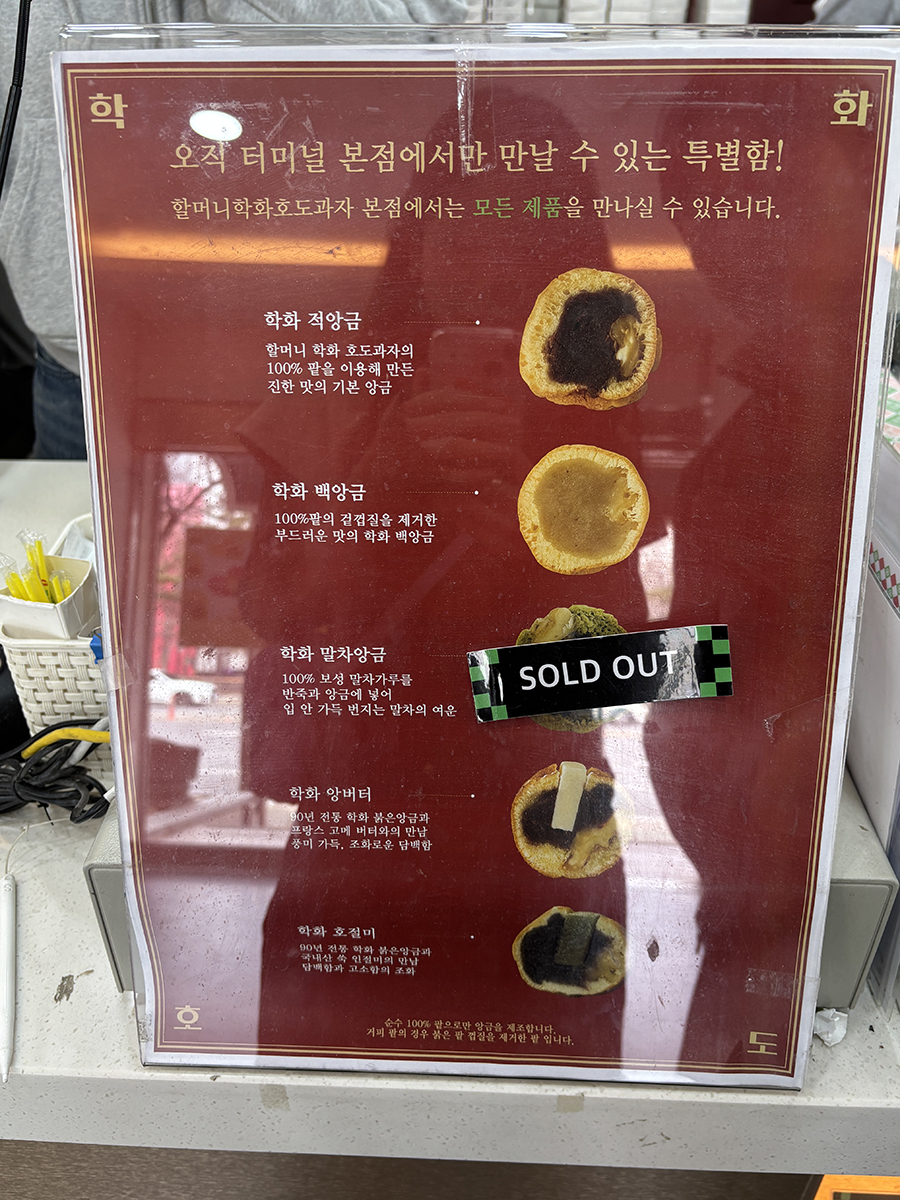 학 화
오직 터미널 본점에서만 만날 수 있는 특별함!
할머니학화호도과자 본점에서는 모든 제품을 만나실 수 있습니다.
학화 적앙금
할머니 학화 호도과자의
100% 팥을 이용해 만든
진한 맛의 기본 앙금
학화 백앙금
100%팥의 겉껍질을 제거한
부드러운 맛의 학화 백앙금
학화 말차앙금
100% 보성 말차가루를
반죽과 앙금에 넣어
입 안 가득 번지는 말차의 여운
SOLD OUT
학화 앙버터
90년 전통 학화 붉은앙금과
프랑스 고메 버터와의 만남
풍미 가득, 조화로운 담백함
학화 호절미
90년 전통 학화 붉은앙금과
국내산 쑥 인절미의 만남
담백함과 고소함의 조화
순수 100% 팥으로만 앙금을 제조합니다.
거피 팥의 경우 붉은 팥 껍질을 제거한 팥 입니다.
호 도